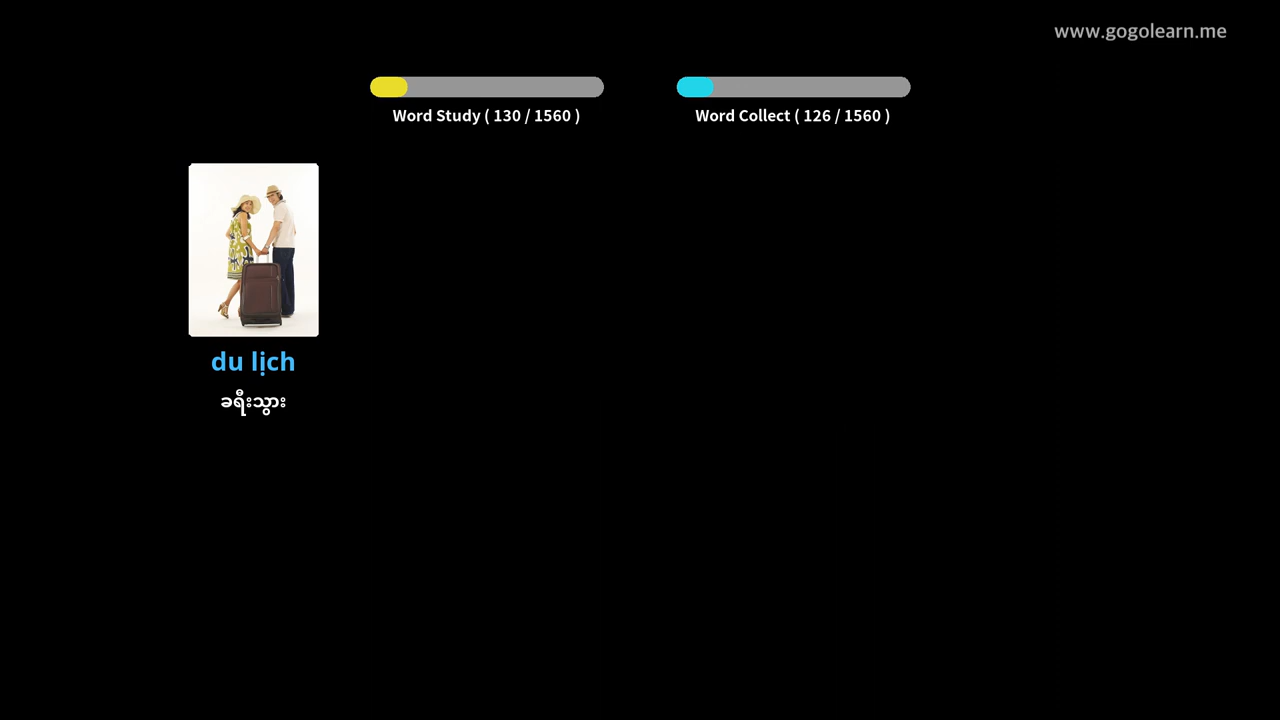 www.gogolearn.me
Word Study ( 130 / 1560 )
Word Collect ( 126 / 1560 )
du lịch
ခရီးသွား